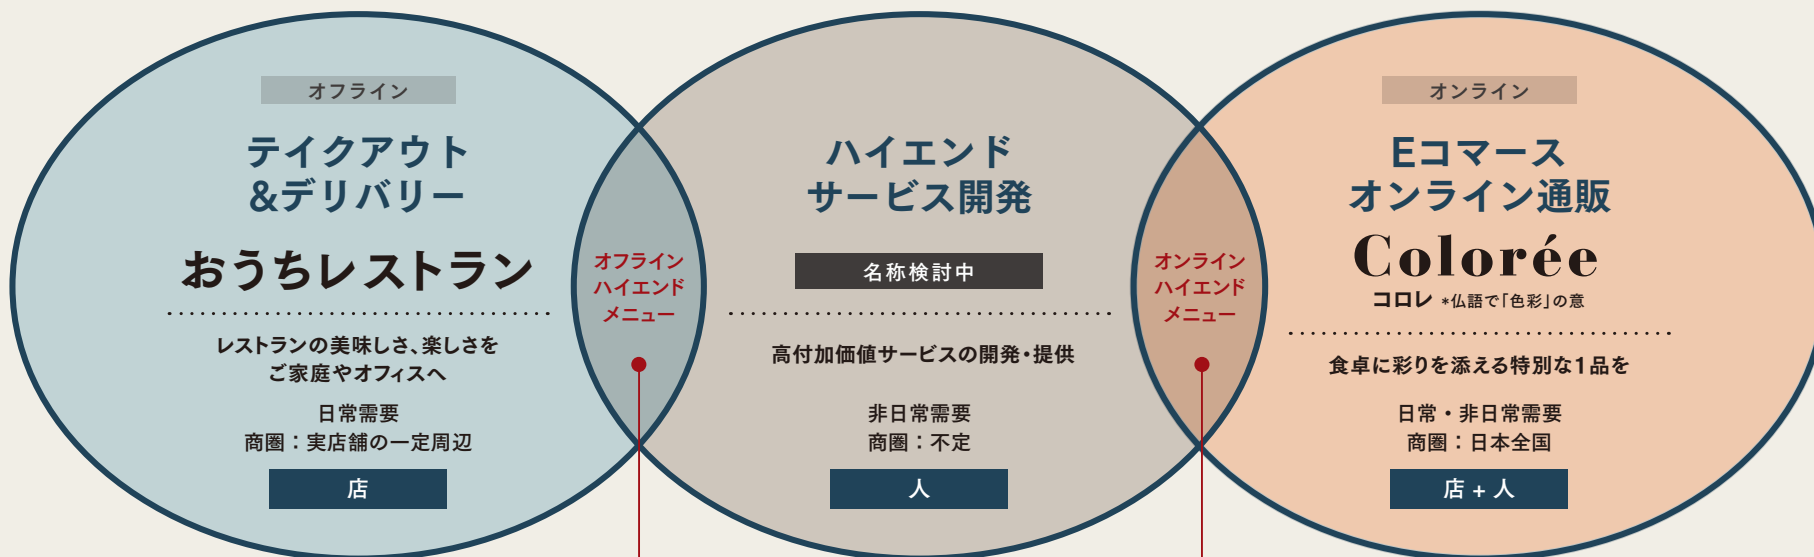 オフライン
テイクアウト
&デリバリー
おうちレストラン
レストランの美味しさ、楽しさを
ご家庭やオフィスへ
日常需要
商圏：実店舗の一定周辺
店
オフライン
ハイエンド
メニュー
ハイエンド
サービス開発
名称検討中
高付加価値サービスの開発・提供
非日常需要
商圏：不定
人
オンライン
ハイエンド
メニュー
オンライン
Eコマース
オンライン通販
Colorée
コロレ *仏語で「色彩」の意
食卓に彩りを添える特別な1品を
日常・非日常需要
商圏：日本全国
店 + 人